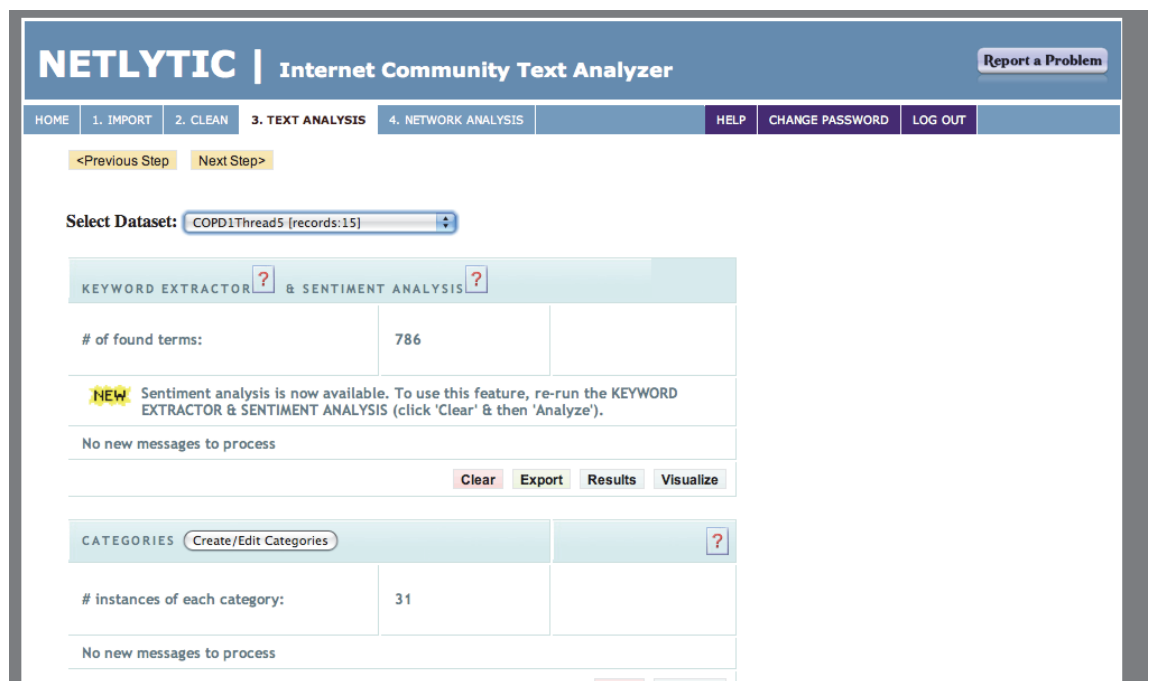 NETLYTIC | Internet Community Text Analyzer
Report a Problem
HOME 1. IMPORT 2. CLEAN 3. TEXT ANALYSIS 4. NETWORK ANALYSIS HELP CHANGE PASSWORD LOG OUT
<Previous Step Next Step>
Select Dataset: COPD1Thread5 [records:15]
KEYWORD EXTRACTOR ? & SENTIMENT ANALYSIS ?
# of found terms: 786
NEW Sentiment analysis is now available. To use this feature, re-run the KEYWORD
EXTRACTOR & SENTIMENT ANALYSIS (click 'Clear' & then 'Analyze').
No new messages to process
Clear Export Results Visualize
CATEGORIES Create/Edit Categories ?
# instances of each category: 31
No new messages to process